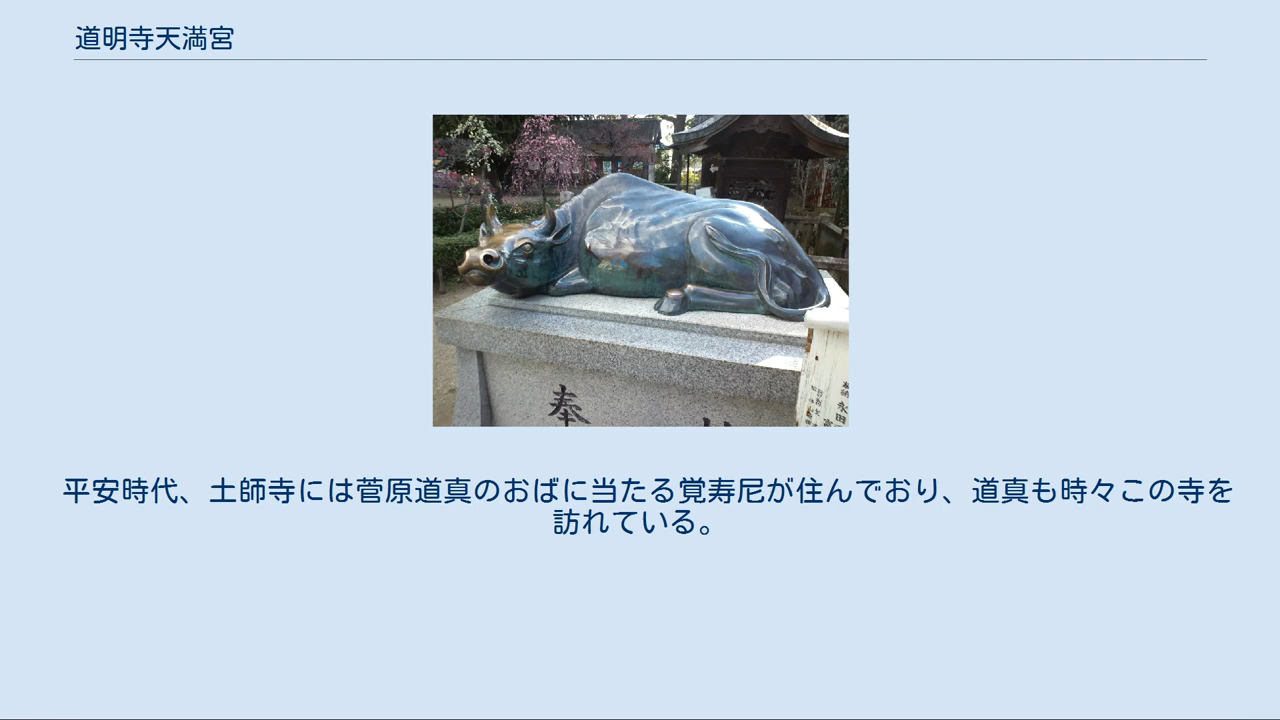 道明寺天満宮
奉
永田
平安時代、土師寺には菅原道真のおばに当たる覚寿尼が住んでおり、道真も時々この寺を
訪れている。